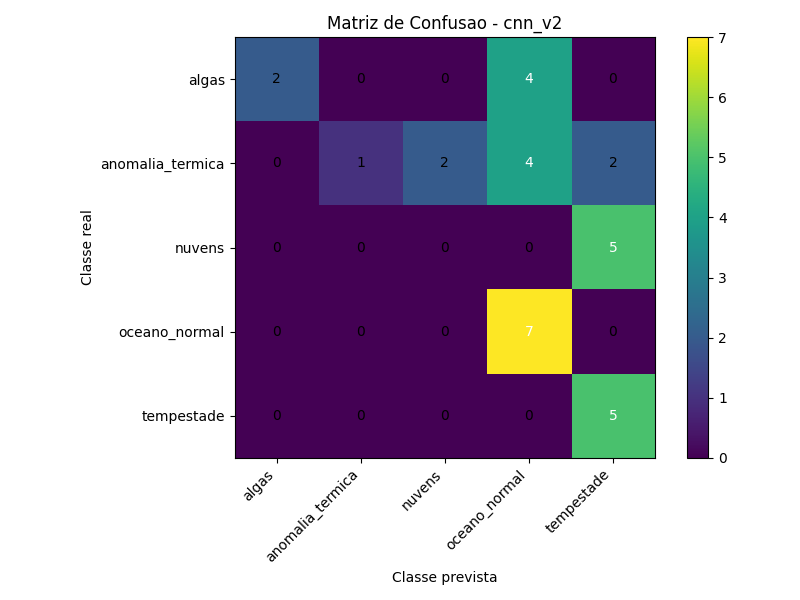 Matriz de Confusao - cnn_v2
algas 2 0 0 4 0
anomalia_termica 0 1 2 4 2
nuvens 0 0 0 0 5
oceano_normal 0 0 0 7 0
tempestade 0 0 0 0 5
algas anomalia_termica nuvens oceano_normal tempestade
Classe prevista
Classe real
7
6
5
4
3
2
1
0